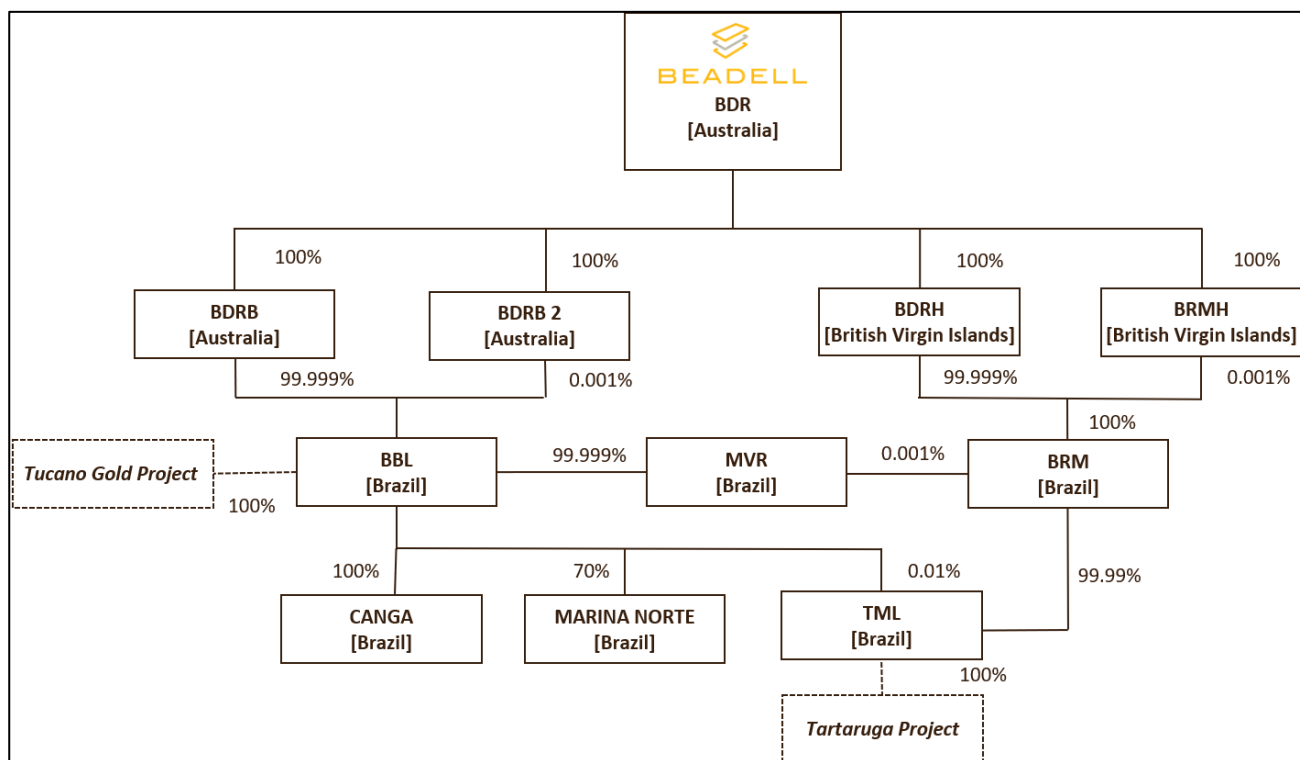 BEADELL
BDR
[Australia]
100%
100%
100%
100%
BDRB
[Australia]
BDRB 2
[Australia]
BDRH
[British Virgin Islands]
BRMH
[British Virgin Islands]
99.999%
0.001%
99.999%
0.001%
100%
Tucano Gold Project
BBL
[Brazil]
99.999%
MVR
[Brazil]
0.001%
BRM
[Brazil]
100%
100%
70%
0.01%
99.99%
CANGA
[Brazil]
MARINA NORTE
[Brazil]
TML
[Brazil]
100%
Tartaruga Project